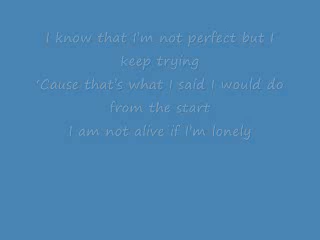 I know that I'm not perfect but I
keep trying
'Cause that's what I said I would do
from the start
I am not alive if I'm lonely